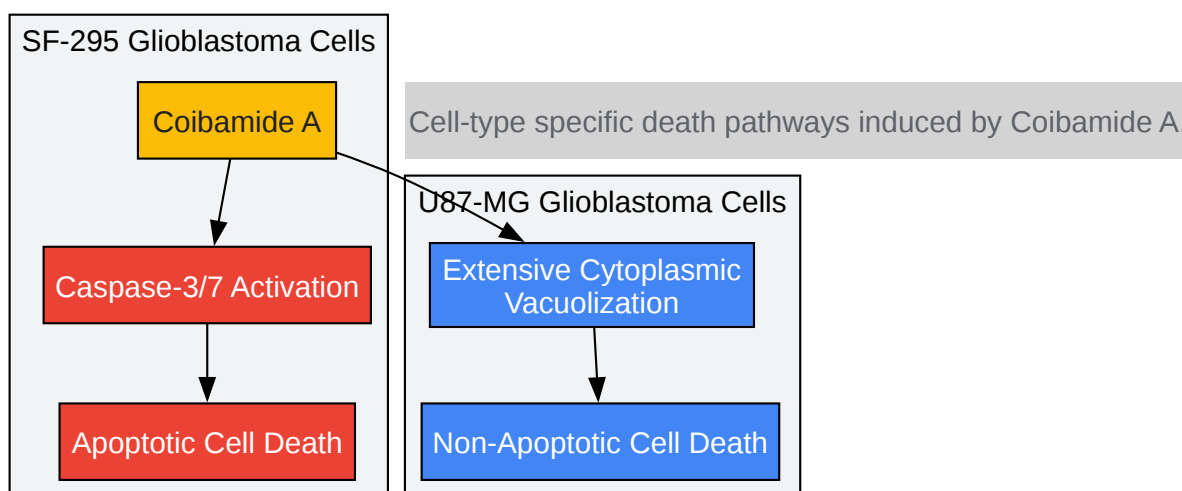 SF-295 Glioblastoma Cells
Coibamide A
Cell-type specific death pathways induced by Coibamide A.
U87-MG Glioblastoma Cells
Caspase-3/7 Activation
Extensive Cytoplasmic
Vacuolization
Apoptotic Cell Death
Non-Apoptotic Cell Death